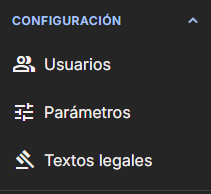 CONFIGURACIÓN
Usuarios
Parámetros
Textos legales